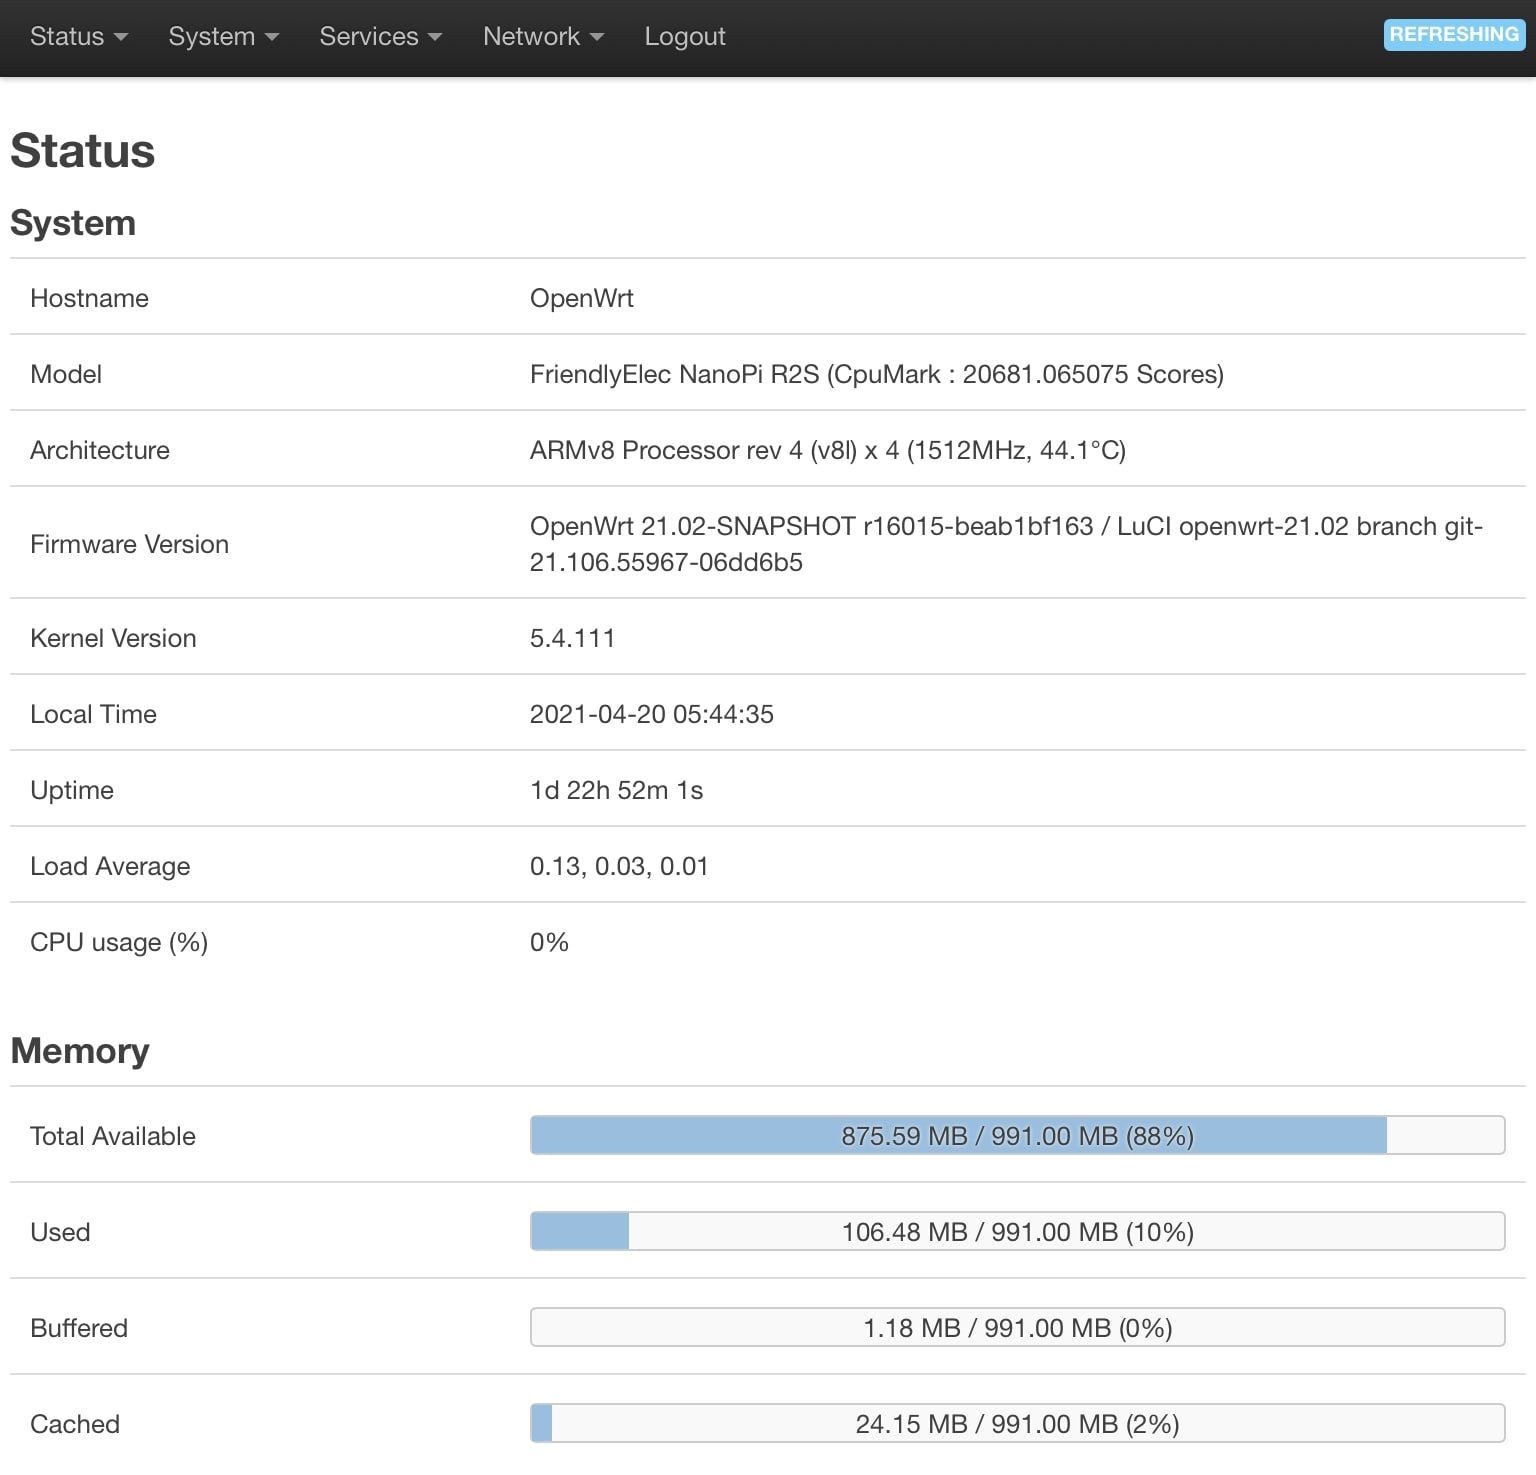 Status System Services Network Logout REFRESHING
Status
System
Hostname OpenWrt
Model FriendlyElec NanoPi R2S (CpuMark : 20681.065075 Scores)
Architecture ARMv8 Processor rev 4 (v8l) x 4 (1512MHz, 44.1°C)
Firmware Version OpenWrt 21.02-SNAPSHOT r16015-beab1bf163 / LuCI openwrt-21.02 branch git-
21.106.55967-06dd6b5
Kernel Version 5.4.111
Local Time 2021-04-20 05:44:35
Uptime 1d 22h 52m 1s
Load Average 0.13, 0.03, 0.01
CPU usage (%) 0%
Memory
Total Available 875.59 MB / 991.00 MB (88%)
Used 106.48 MB / 991.00 MB (10%)
Buffered 1.18 MB / 991.00 MB (0%)
Cached 24.15 MB / 991.00 MB (2%)